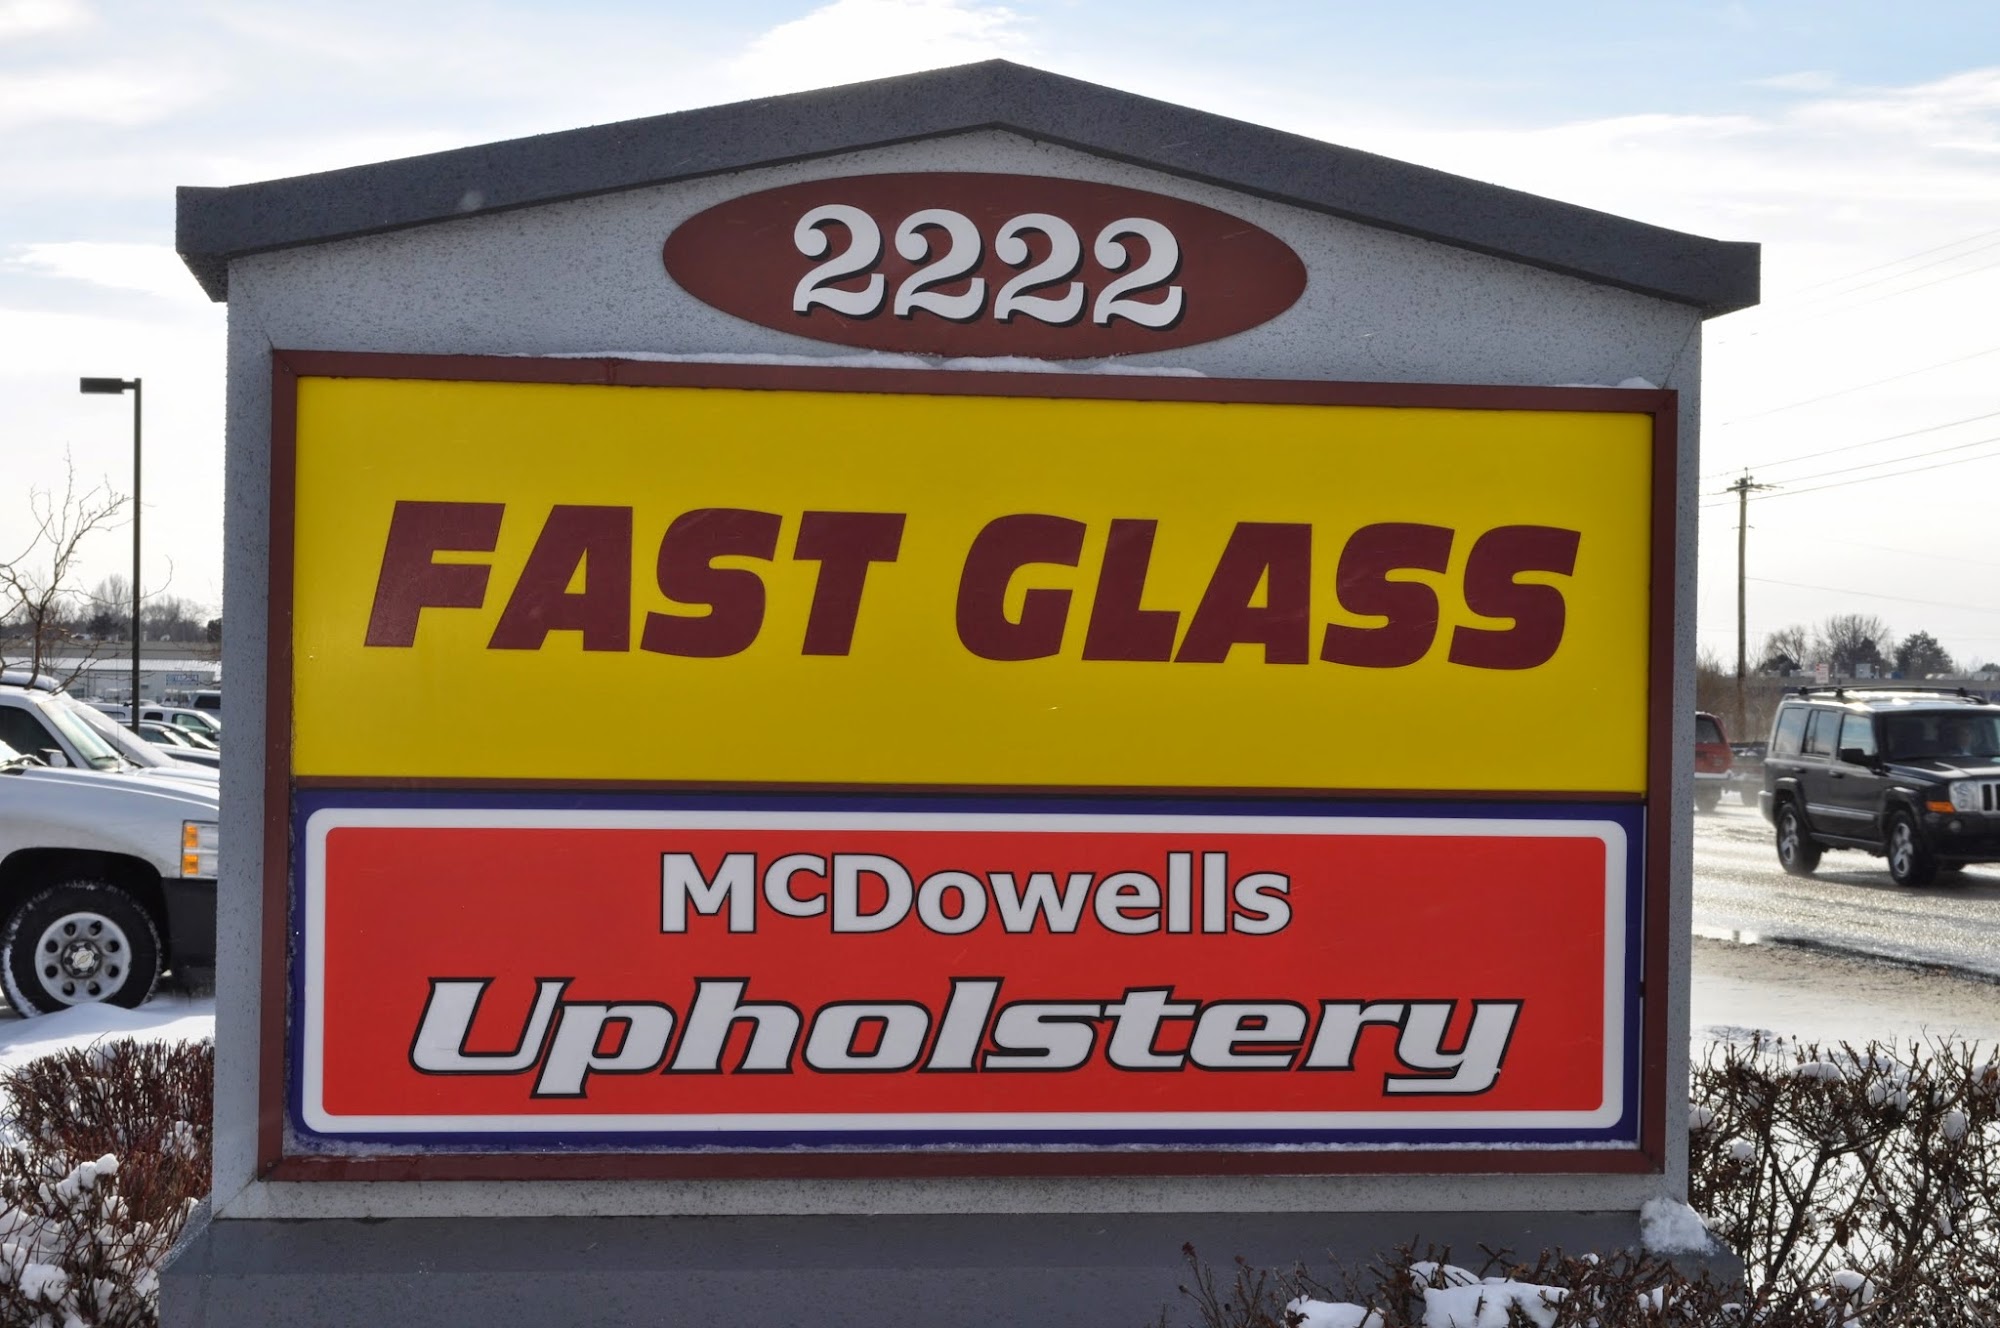 2222
FAST GLASS
McDowells
Upholstery